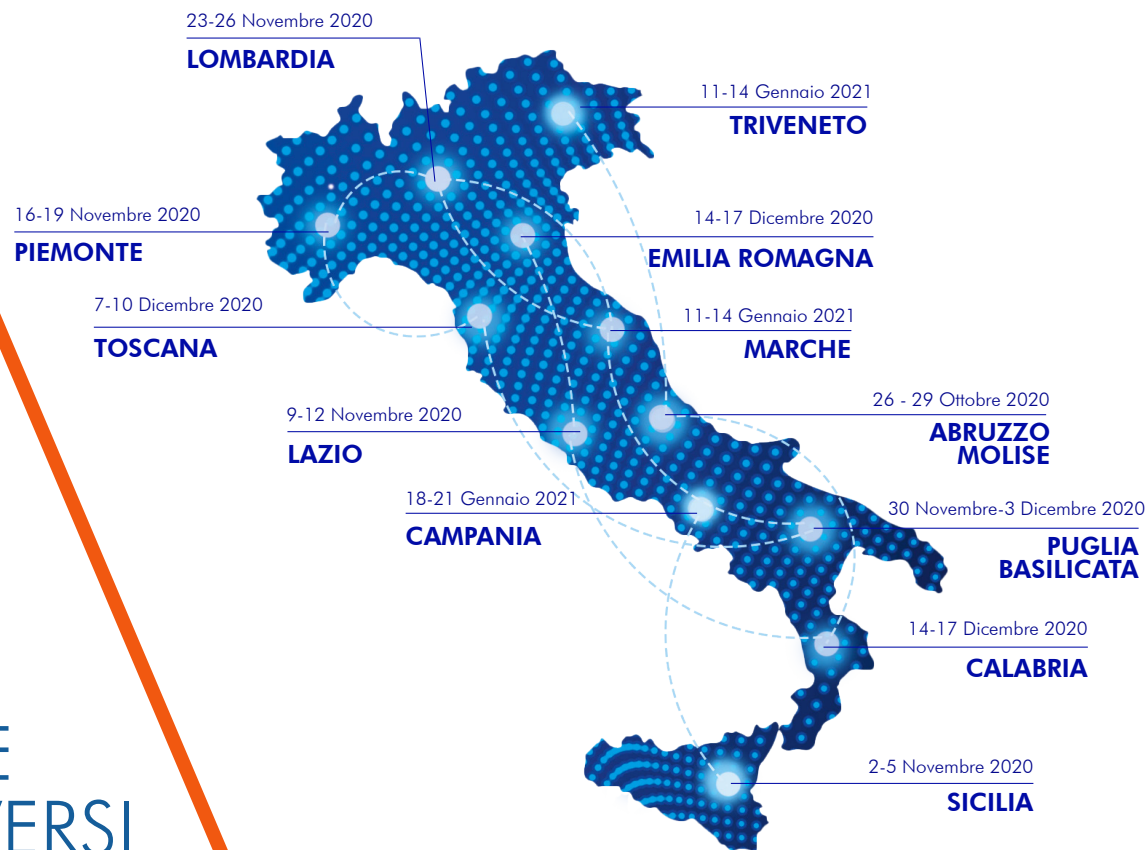 23-26 Novembre 2020
LOMBARDIA
11-14 Gennaio 2021
TRIVENETO
16-19 Novembre 2020
PIEMONTE
14-17 Dicembre 2020
EMILIA ROMAGNA
7-10 Dicembre 2020
TOSCANA
11-14 Gennaio 2021
MARCHE
9-12 Novembre 2020
LAZIO
26 - 29 Ottobre 2020
ABRUZZO
MOLISE
18-21 Gennaio 2021
CAMPANIA
30 Novembre-3 Dicembre 2020
PUGLIA
BASILICATA
14-17 Dicembre 2020
CALABRIA
2-5 Novembre 2020
SICILIA
E
VERSI